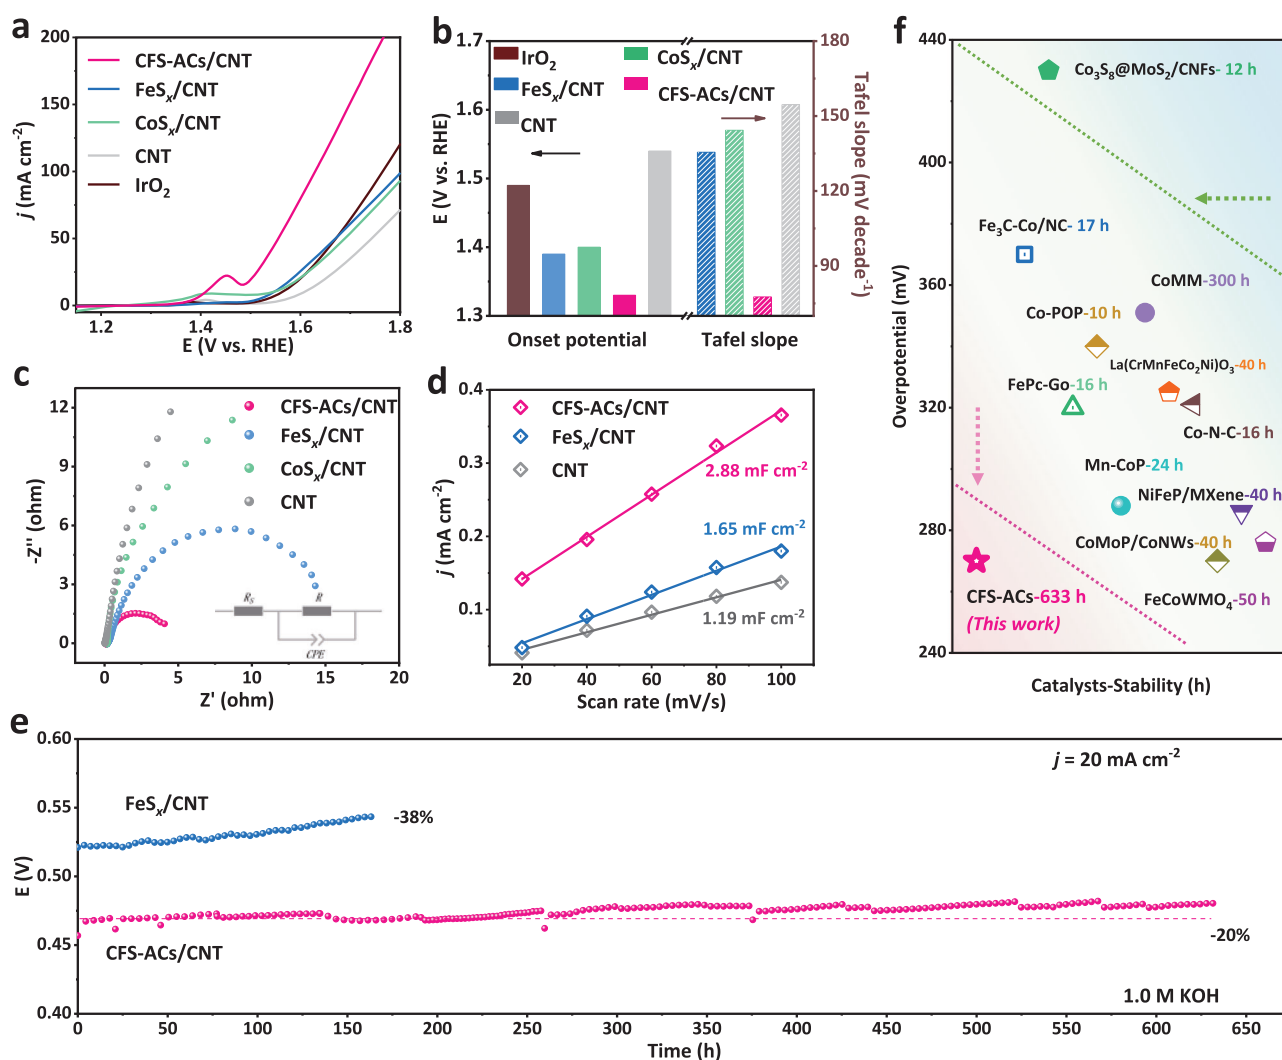 a
200
150
100
50
0
j (mA cm⁻²)
CFS-ACs/CNT
FeSₓ/CNT
CoSₓ/CNT
CNT
IrO₂
1.2 1.4 1.6 1.8
E (V vs. RHE)
b
1.7
1.6
1.5
1.4
1.3
E (V vs. RHE)
IrO₂
FeSₓ/CNT
CNT
CoSₓ/CNT
CFS-ACs/CNT
180
150
120
90
Tafel slope (mV decade⁻¹)
Onset potential Tafel slope
c
12
9
6
3
0
-Z'' (ohm)
CFS-ACs/CNT
FeSₓ/CNT
CoSₓ/CNT
CNT
Rs R
CPE
0 5 10 15 20
Z' (ohm)
d
0.4
0.3
0.2
0.1
j (mA cm⁻²)
CFS-ACs/CNT
FeSₓ/CNT
CNT
2.88 mF cm⁻²
1.65 mF cm⁻²
1.19 mF cm⁻²
20 40 60 80 100
Scan rate (mV/s)
f
440
400
360
320
280
240
Overpotential (mV)
Co₃S₈@MoS₂/CNFs- 12 h
Fe₃C-Co/NC- 17 h
CoMM-300 h
Co-POP-10 h
La(CrMnFeCo₂Ni)O₃-40 h
FePc-Go-16 h
Co-N-C-16 h
Mn-CoP-24 h
NiFeP/MXene-40 h
CoMoP/CoNWs-40 h
CFS-ACs-633 h
(This work)
FeCoWMO₄-50 h
Catalysts-Stability (h)
e
0.60
0.55
0.50
0.45
0.40
E (V)
j = 20 mA cm⁻²
FeSₓ/CNT
-38%
CFS-ACs/CNT
-20%
1.0 M KOH
0 50 100 150 200 250 300 350 400 450 500 550 600 650
Time (h)